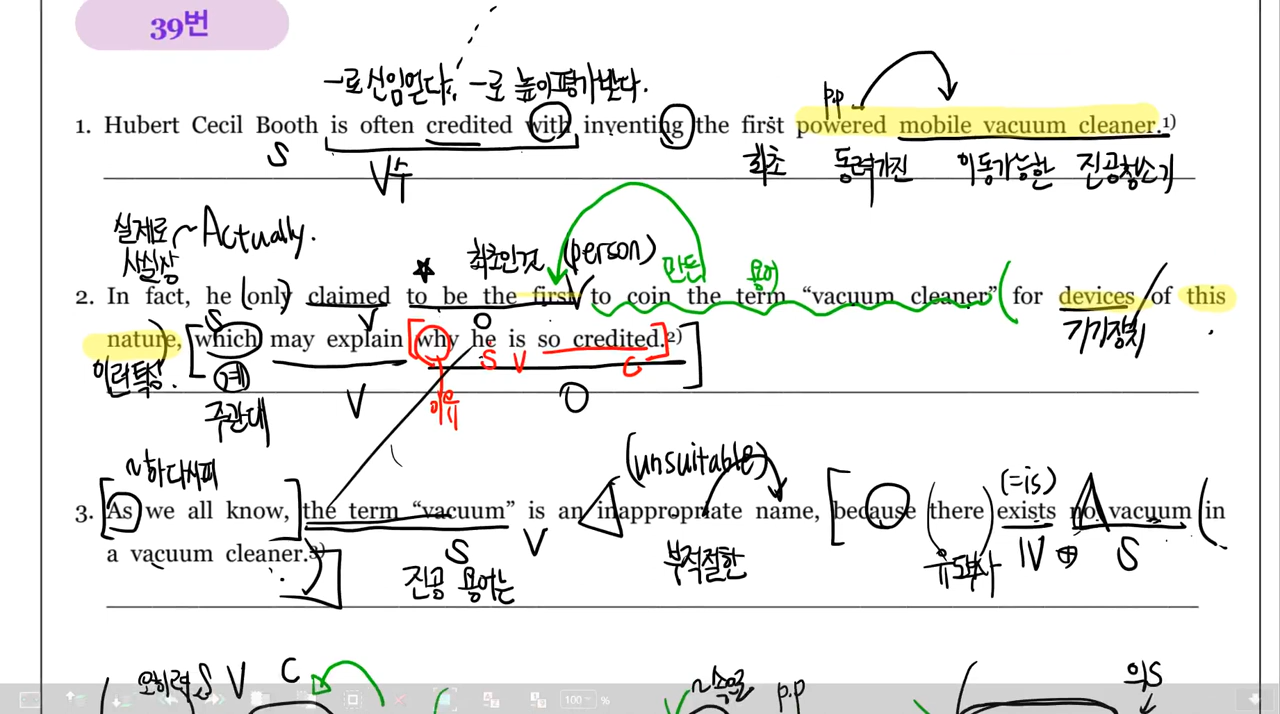 39번
-로 신임얻다, -로 높이평가받다.
p.p
1. Hubert Cecil Booth is often credited with inventing the first powered mobile vacuum cleaner.1)
S V수 최초 동력가진 이동가능한 진공청소기
실제로 ~Actually.
사실상 최초인것 (person) 만든 용어
2. In fact, he (only) claimed to be the first to coin the term “vacuum cleaner” for devices of this
S V O 기기장치
nature, which may explain why he is so credited.2)
이런특성. 계 S V C
주관대 V 이유 O
~하다시피 (unsuitable) (=is)
3. As we all know, the term “vacuum” is an inappropriate name, because there exists no vacuum in
a vacuum cleaner.3)
S V 부적절한 유도부사 1V S
진공 용어는
S V C p.p 의S
100 %